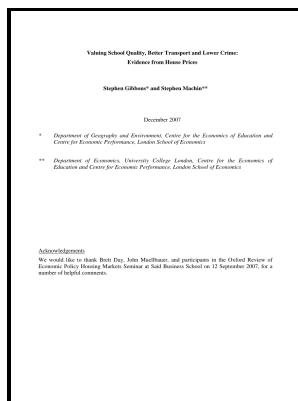 Valuing School Quality, Better Transport and Lower Crime:
Evidence from House Prices
Stephen Gibbons* and Stephen Machin**
December 2007
* Department of Geography and Environment, Centre for the Economics of Education and
Centre for Economic Performance, London School of Economics
** Department of Economics, University College London, Centre for the Economics of
Education and Centre for Economic Performance, London School of Economics
Acknowledgements
We would like to thank Brett Day, John Muellbauer, and participants in the Oxford Review of
Economic Policy Housing Markets Seminar at Said Business School on 12 September 2007, for a
number of helpful comments.